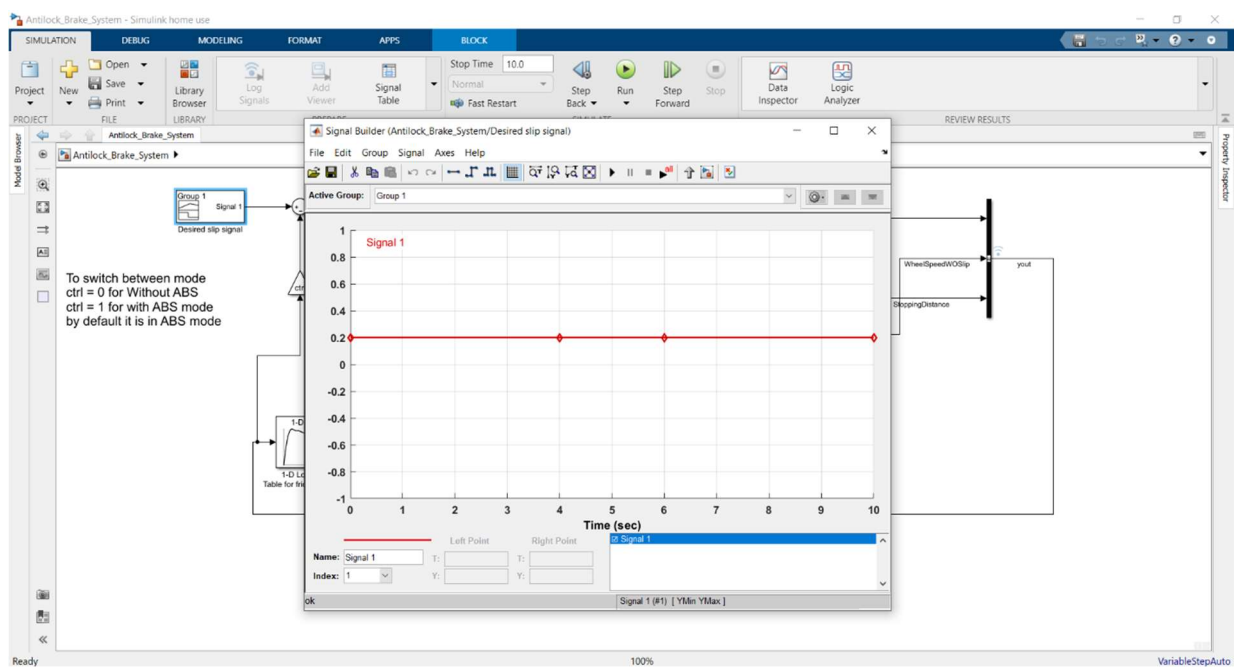 Antilock_Brake_System - Simulink home use
SIMULATION DEBUG MODELING FORMAT APPS BLOCK
Project
New
Open
Save
Print
Library Browser
Log Signals
Add Viewer
Signal Table
Stop Time 10.0
Normal
Fast Restart
Step Back
Run
Step Forward
Stop
Data Inspector
Logic Analyzer
PROJECT FILE LIBRARY REVIEW RESULTS
Model Browser
Antilock_Brake_System
Antilock_Brake_System
Property Inspector
Group 1
Signal 1
Desired slip signal
To switch between mode
ctrl = 0 for Without ABS
ctrl = 1 for with ABS mode
by default it is in ABS mode
Signal Builder (Antilock_Brake_System/Desired slip signal)
File Edit Group Signal Axes Help
Active Group: Group 1
Signal 1
1
0.8
0.6
0.4
0.2
0
-0.2
-0.4
-0.6
-0.8
-1
0 1 2 3 4 5 6 7 8 9 10
Time (sec)
Left Point Right Point
Name: Signal 1 T: T:
Index: 1 Y: Y:
Signal 1
ok
Signal 1 (#1) [ YMin YMax ]
WheelSpeedWOSlip
yout
StoppingDistance
Ready 100% VariableStepAuto